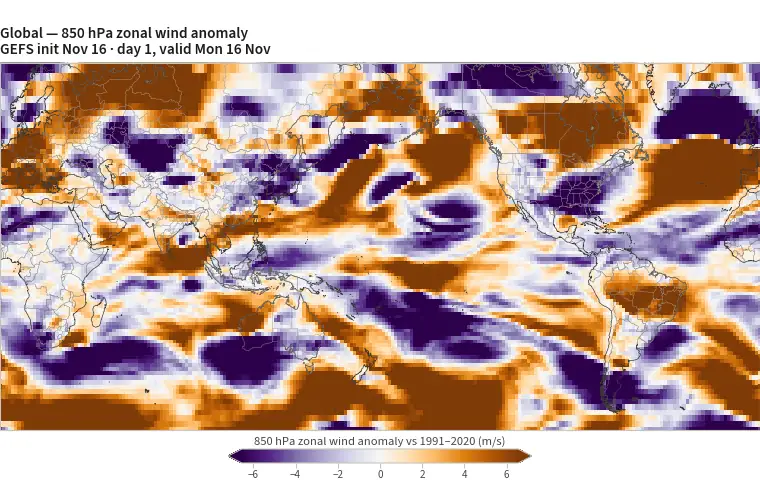 Global — 850 hPa zonal wind anomaly
GEFS init Nov 16 · day 1, valid Mon 16 Nov
850 hPa zonal wind anomaly vs 1991–2020 (m/s)
−6 −4 −2 0 2 4 6